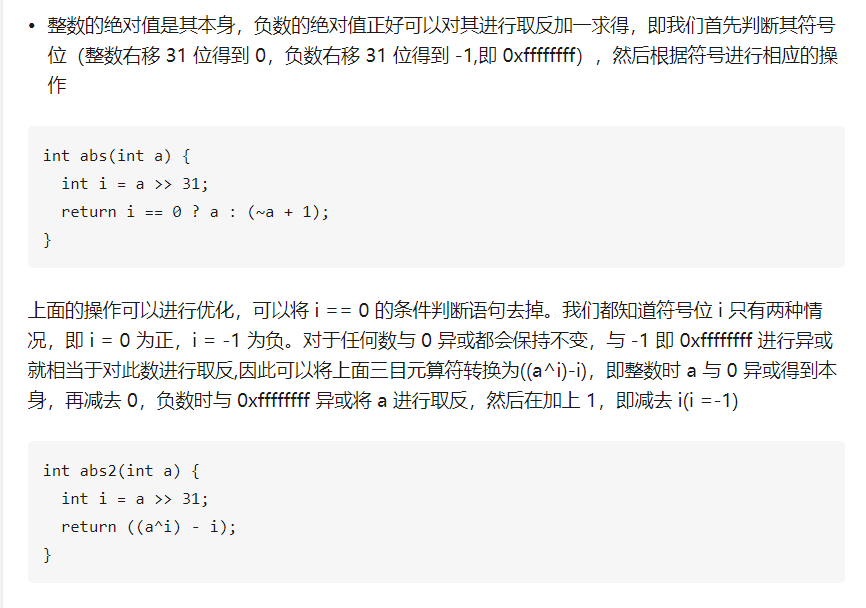 • 整数的绝对值是其本身，负数的绝对值正好可以对其进行取反加一求得，即我们首先判断其符号
位（整数右移 31 位得到 0，负数右移 31 位得到 -1,即 0xffffffff），然后根据符号进行相应的操
作
int abs(int a) {
  int i = a >> 31;
  return i == 0 ? a : (~a + 1);
}
上面的操作可以进行优化，可以将 i == 0 的条件判断语句去掉。我们都知道符号位 i 只有两种情
况，即 i = 0 为正，i = -1 为负。对于任何数与 0 异或都会保持不变，与 -1 即 0xffffffff 进行异或
就相当于对此数进行取反,因此可以将上面三目元算符转换为((a^i)-i)，即整数时 a 与 0 异或得到本
身，再减去 0，负数时与 0xffffffff 异或将 a 进行取反，然后在加上 1，即减去 i(i =-1)
int abs2(int a) {
  int i = a >> 31;
  return ((a^i) - i);
}